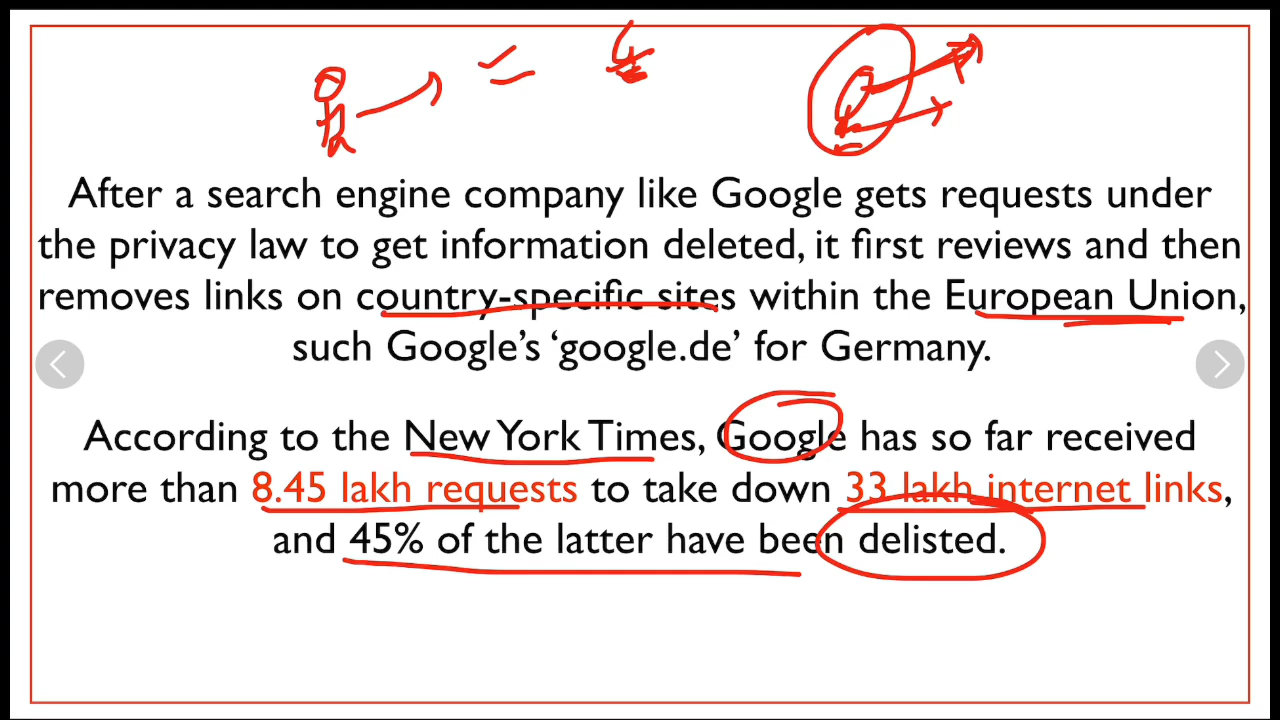 After a search engine company like Google gets requests under
the privacy law to get information deleted, it first reviews and then
removes links on country-specific sites within the European Union,
such Google's 'google.de' for Germany.
According to the New York Times, Google has so far received
more than 8.45 lakh requests to take down 33 lakh internet links,
and 45% of the latter have been delisted.